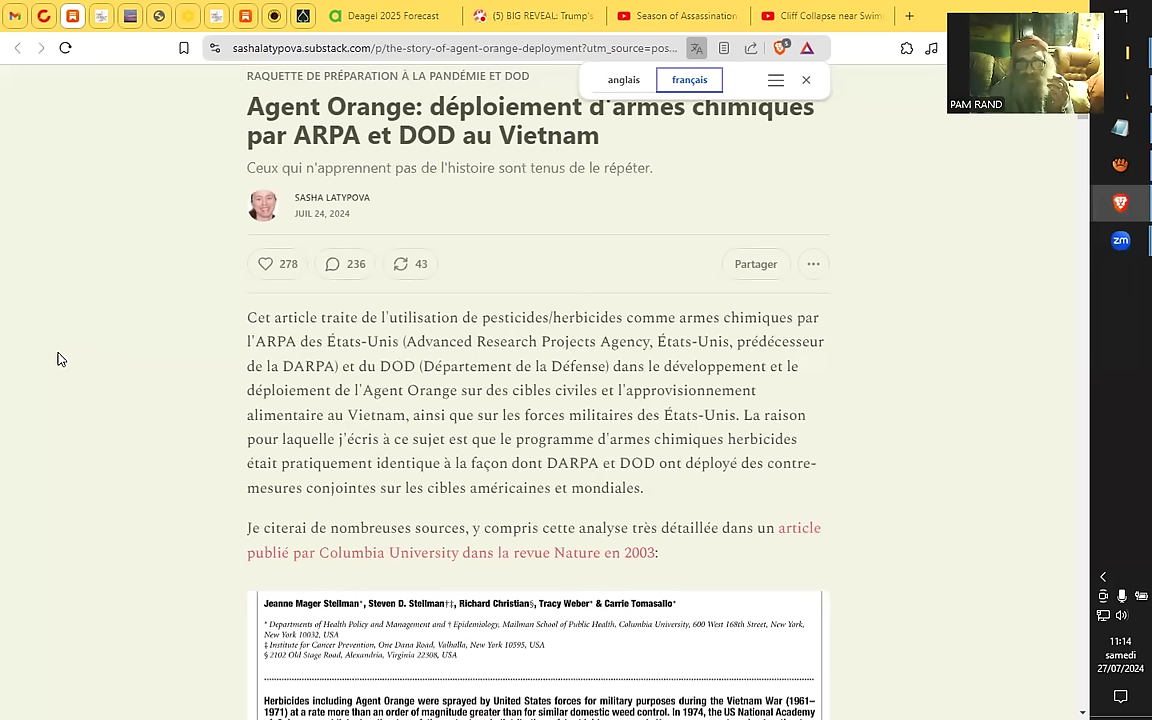 Deagel 2025 Forecast
(5) BIG REVEAL: Trump's
Season of Assassination
Cliff Collapse near Swim
sashalatypova.substack.com/p/the-story-of-agent-orange-deployment?utm_source=pos...
5
PAM RAND
anglais
français
RAQUETTE DE PRÉPARATION À LA PANDÉMIE ET DOD
Agent Orange: déploiement d'armes chimiques
par ARPA et DOD au Vietnam
Ceux qui n'apprennent pas de l'histoire sont tenus de le répéter.
SASHA LATYPOVA
JUIL 24, 2024
278
236
43
Partager
Cet article traite de l'utilisation de pesticides/herbicides comme armes chimiques par
l'ARPA des États-Unis (Advanced Research Projects Agency, États-Unis, prédécesseur
de la DARPA) et du DOD (Département de la Défense) dans le développement et le
déploiement de l'Agent Orange sur des cibles civiles et l'approvisionnement
alimentaire au Vietnam, ainsi que sur les forces militaires des États-Unis. La raison
pour laquelle j'écris à ce sujet est que le programme d'armes chimiques herbicides
était pratiquement identique à la façon dont DARPA et DOD ont déployé des contre-
mesures conjointes sur les cibles américaines et mondiales.
Je citerai de nombreuses sources, y compris cette analyse très détaillée dans un article
publié par Columbia University dans la revue Nature en 2003:
Jeanne Mager Stellman*, Steven D. Stellman†‡, Richard Christian§, Tracy Weber* & Carrie Tomasallo*
* Departments of Health Policy and Management and † Epidemiology, Mailman School of Public Health, Columbia University, 600 West 168th Street, New York,
New York 10032, USA
‡ Institute for Cancer Prevention, One Dana Road, Valhalla, New York 10595, USA
§ 2102 Old Stage Road, Alexandria, Virginia 22308, USA
Herbicides including Agent Orange were sprayed by United States forces for military purposes during the Vietnam War (1961–
1971) at a rate more than an order of magnitude greater than for similar domestic weed control. In 1974, the US National Academy
zm
11:14
samedi
27/07/2024